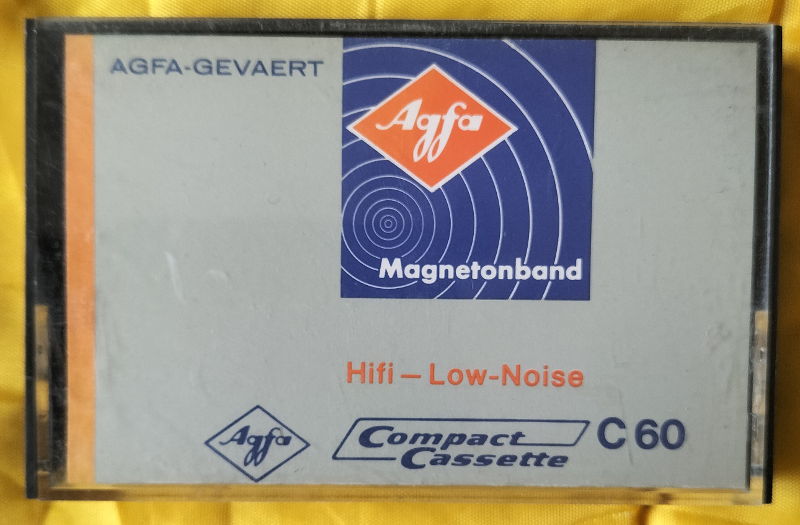 AGFA-GEVAERT
Agfa
Magnetonband
Hifi – Low-Noise
Agfa
Compact
Cassette
C 60